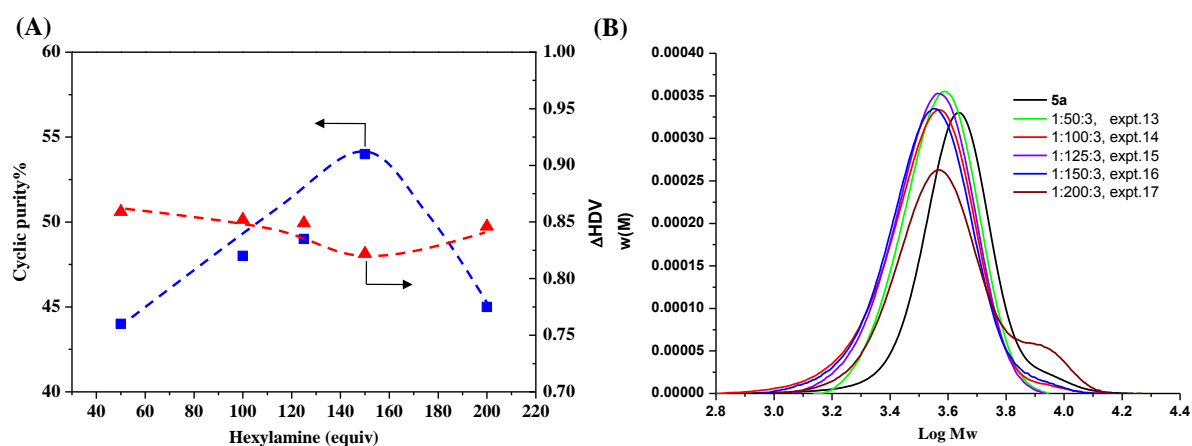 (A)
60
55
50
45
40
Cyclic purity%
40 60 80 100 120 140 160 180 200 220
Hexylamine (equiv)
1.00
0.95
0.90
0.85
0.80
0.75
0.70
ΔHDV
(B)
0.00040
0.00035
0.00030
0.00025
0.00020
0.00015
0.00010
0.00005
0.00000
w(M)
2.8 3.0 3.2 3.4 3.6 3.8 4.0 4.2 4.4
Log Mw
5a
1:50:3, expt.13
1:100:3, expt.14
1:125:3, expt.15
1:150:3, expt.16
1:200:3, expt.17